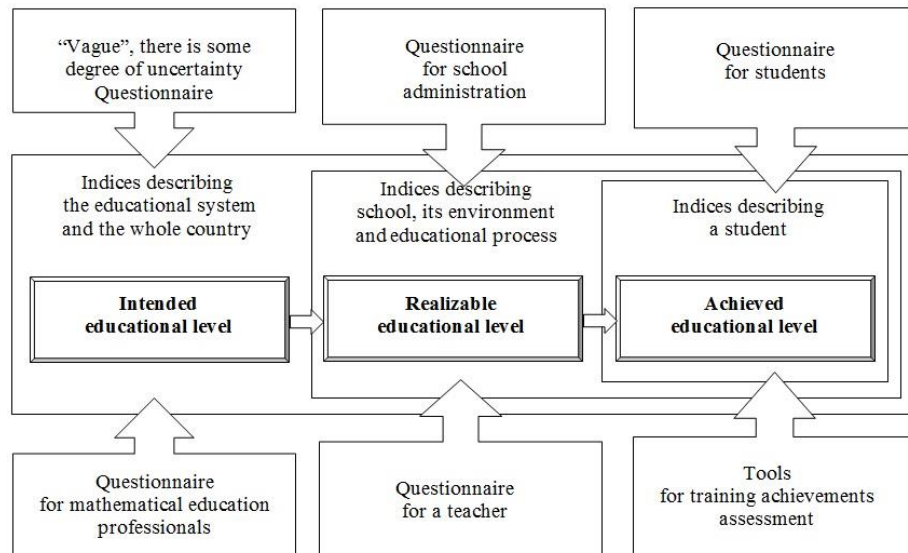 “Vague”, there is some
degree of uncertainty
Questionnaire
Questionnaire
for school
administration
Questionnaire
for students
Indices describing
the educational system
and the whole country
Indices describing
school, its environment
and educational process
Indices describing
a student
Intended
educational level
Realizable
educational level
Achieved
educational level
Questionnaire
for mathematical education
professionals
Questionnaire
for a teacher
Tools
for training achievements
assessment